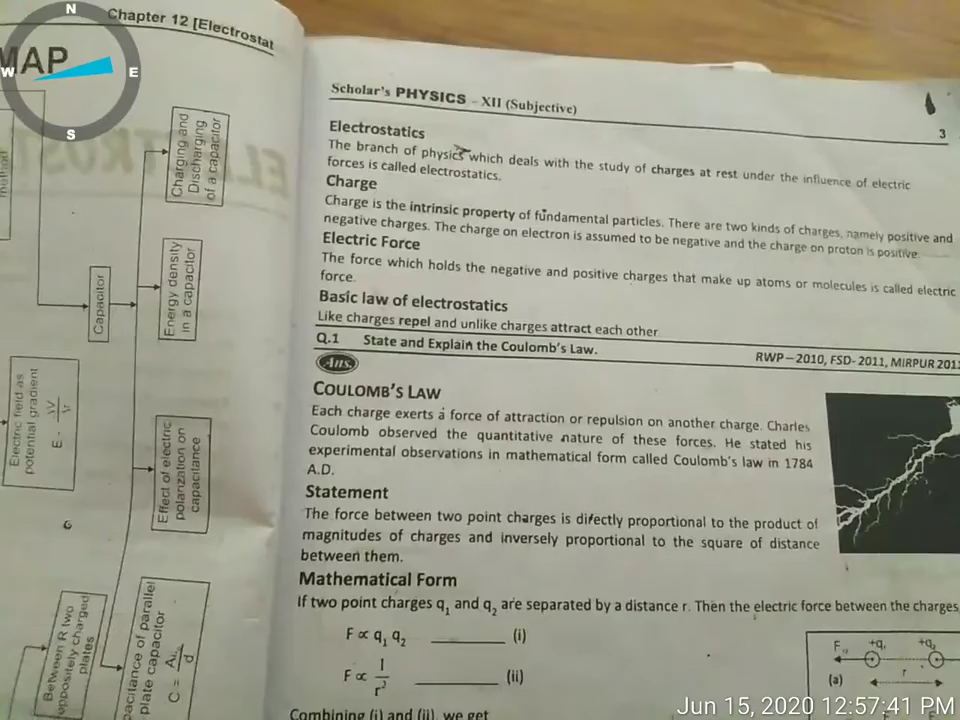 N
W
E
S
Chapter 12 [Electrostat
MAP
Charging and
Discharging
of a capacitor
Capacitor
Energy density
in a capacitor
Electric field as
potential gradient
E = ΔV/Δr
Effect of electric
polarization on
capacitance
Between R two
oppositely charged
plates
pacitance of parallel
plate capacitor
Scholar's PHYSICS – XII (Subjective)
3
Electrostatics
The branch of physics which deals with the study of charges at rest under the influence of electric
forces is called electrostatics.
Charge
Charge is the intrinsic property of fundamental particles. There are two kinds of charges, namely positive and
negative charges. The charge on electron is assumed to be negative and the charge on proton is positive.
Electric Force
The force which holds the negative and positive charges that make up atoms or molecules is called electric
force.
Basic law of electrostatics
Like charges repel and unlike charges attract each other
Q.1 State and Explain the Coulomb's Law.
RWP – 2010, FSD- 2011, MIRPUR 2011
Ans.
COULOMB'S LAW
Each charge exerts a force of attraction or repulsion on another charge. Charles
Coulomb observed the quantitative nature of these forces. He stated his
experimental observations in mathematical form called Coulomb's law in 1784
A.D.
Statement
The force between two point charges is directly proportional to the product of
magnitudes of charges and inversely proportional to the square of distance
between them.
Mathematical Form
If two point charges q₁ and q₂ are separated by a distance r. Then the electric force between the charges
F ∝ q₁ q₂ ________ (i)
F ∝ 1/r² ________ (ii)
+q₁ +q₂
r
(a)
Combining (i) and (ii), we get
Jun 15, 2020 12:57:41 PM